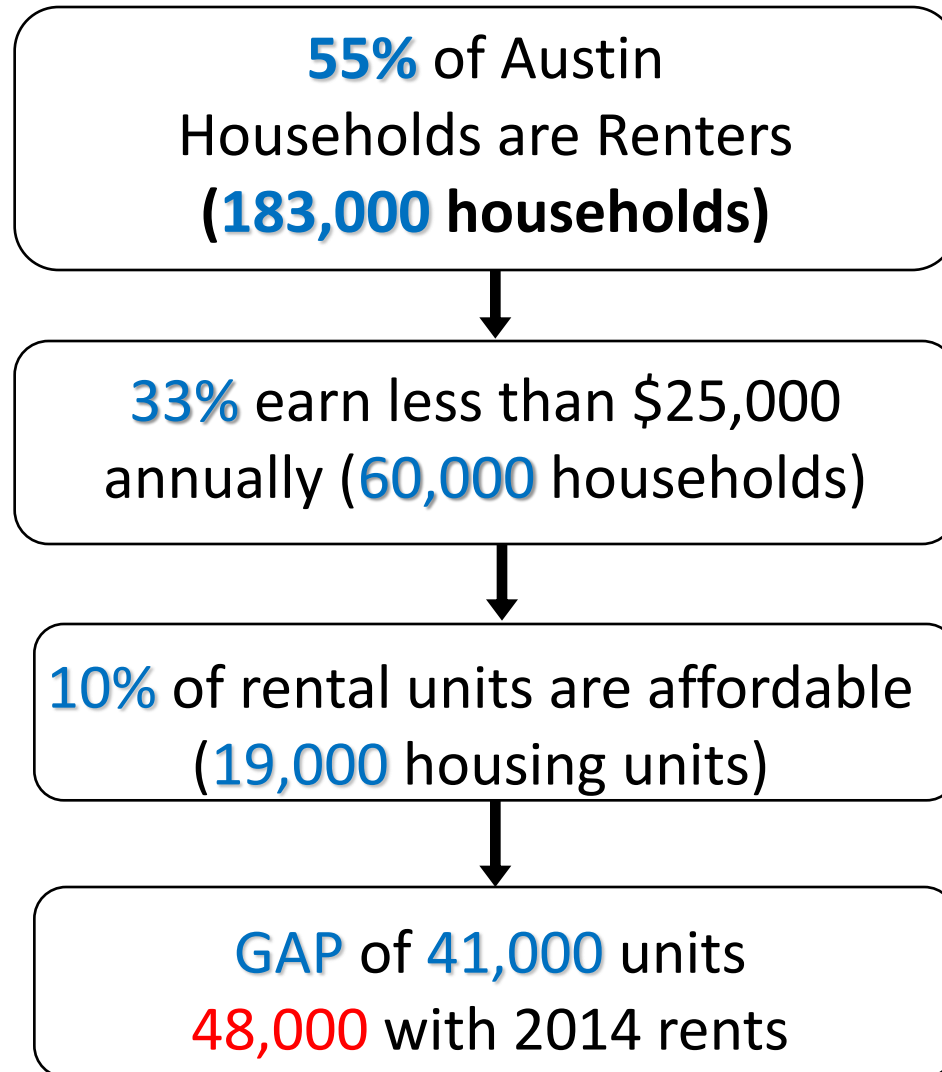 55% of Austin
Households are Renters
(183,000 households)
33% earn less than $25,000
annually (60,000 households)
10% of rental units are affordable
(19,000 housing units)
GAP of 41,000 units
48,000 with 2014 rents